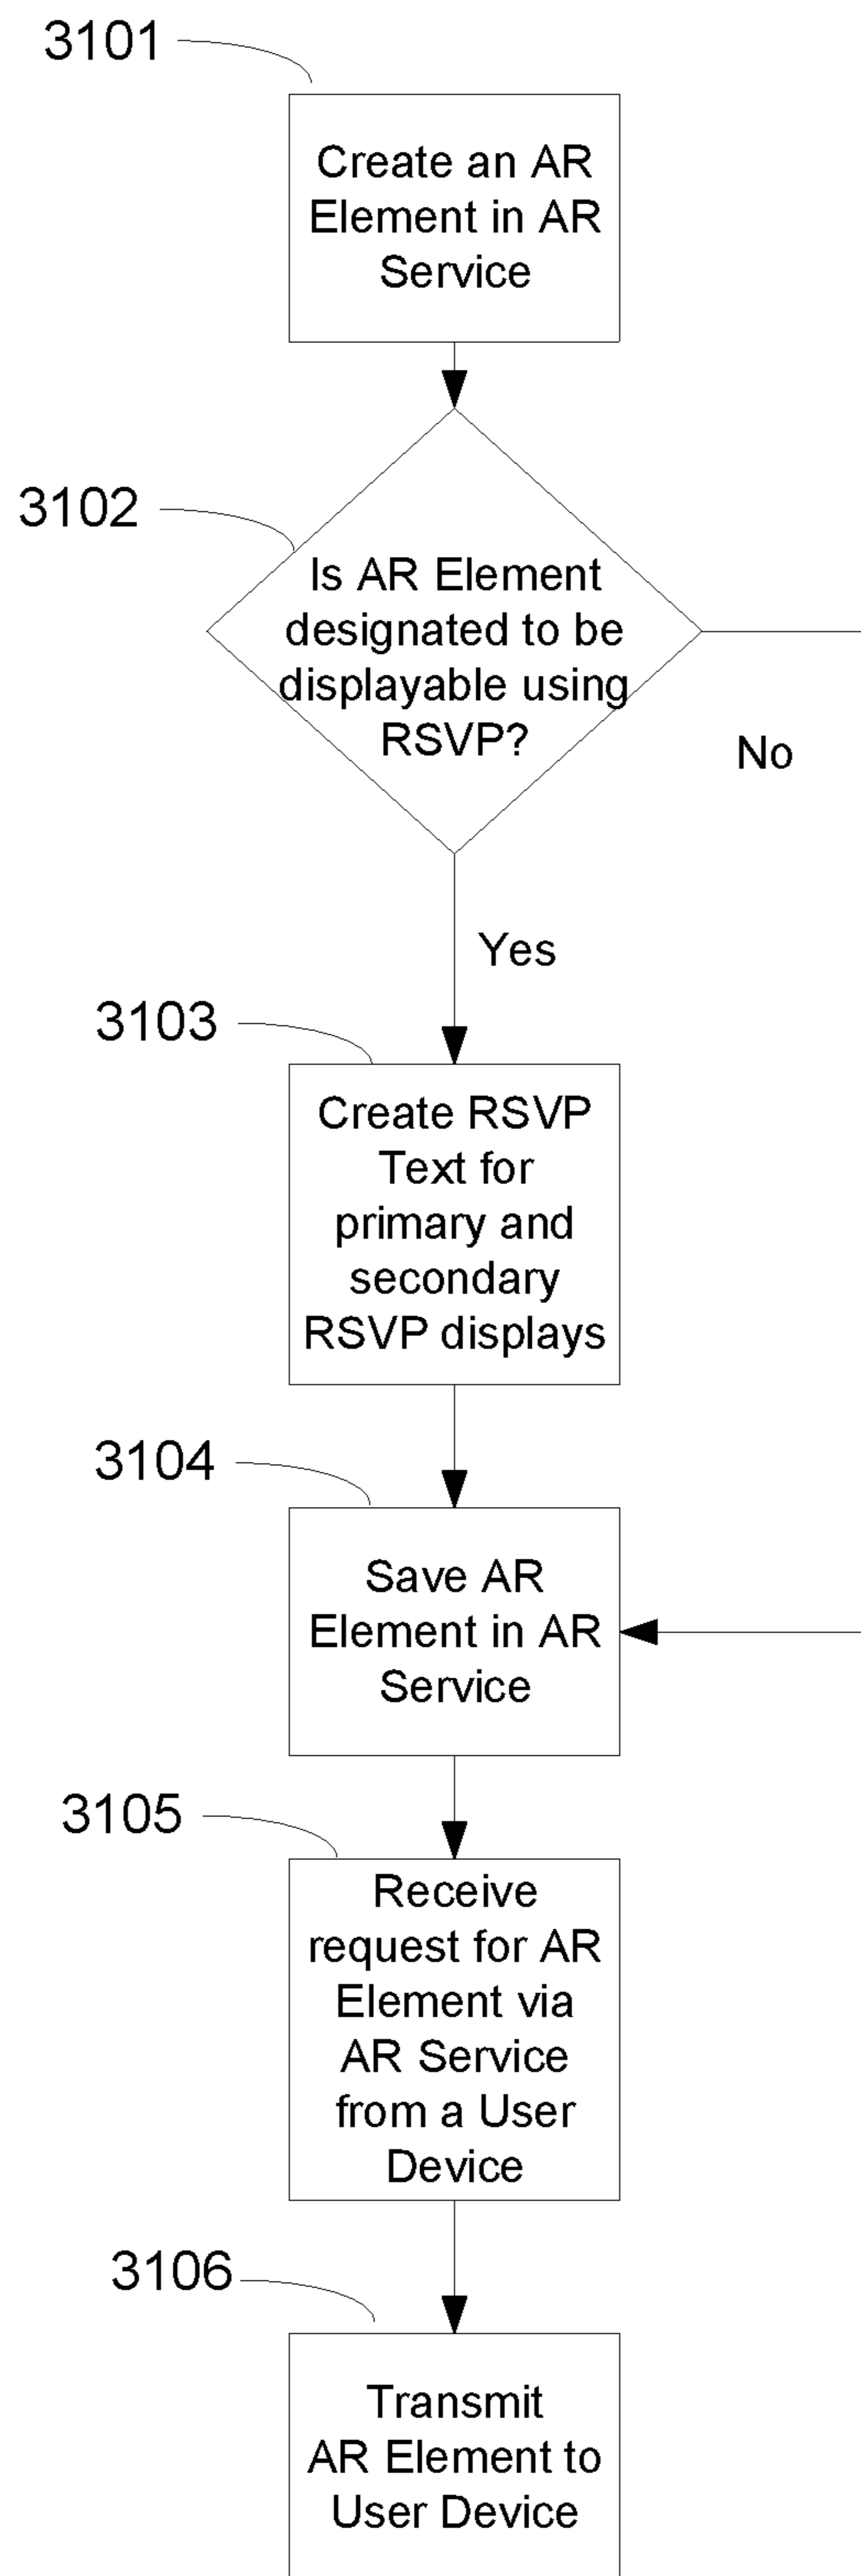 3101
Create an AR
Element in AR
Service
3102
Is AR Element
designated to be
displayable using
RSVP?
No
Yes
3103
Create RSVP
Text for
primary and
secondary
RSVP displays
3104
Save AR
Element in AR
Service
3105
Receive
request for AR
Element via
AR Service
from a User
Device
3106
Transmit
AR Element to
User Device